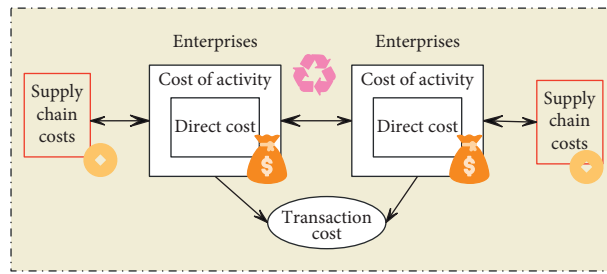 Enterprises
Enterprises
Cost of activity
Cost of activity
Supply
chain
costs
Direct cost
$
Direct cost
$
Supply
chain
costs
Transaction
cost